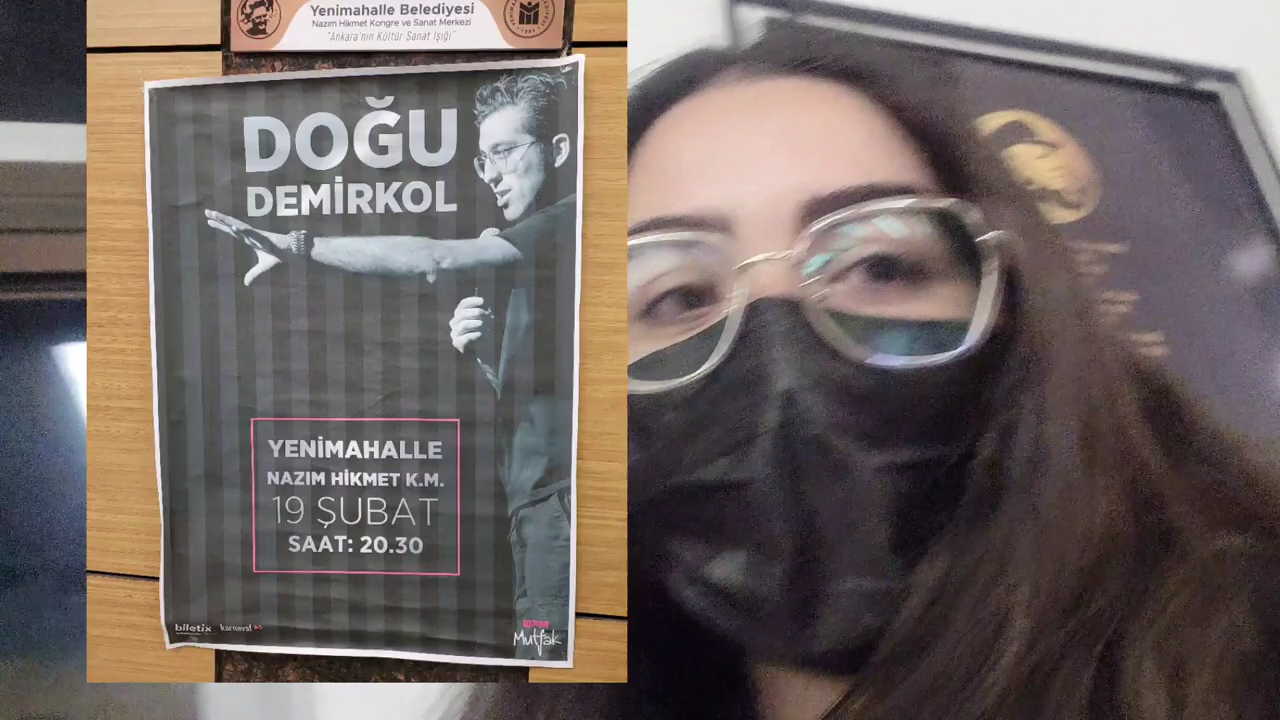 Yenimahalle Belediyesi
Nazım Hikmet Kongre ve Sanat Merkezi
"Ankara'nın Kültür Sanat Işığı"
DOĞU
DEMİRKOL
YENİMAHALLE
NAZIM HİKMET K.M.
19 ŞUBAT
SAAT: 20.30
biletix karnaval
Mutfak